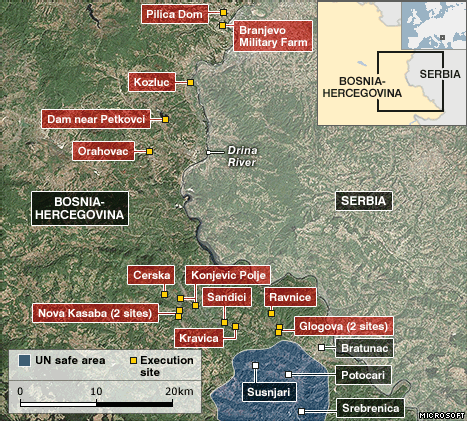 Pilica Dom
Branjevo
Military Farm
BOSNIA-
HERCEGOVINA
SERBIA
Kozluc
Dam near Petkovci
Orahovac
Drina
River
BOSNIA-
HERCEGOVINA
SERBIA
Cerska
Konjevic Polje
Sandici
Ravnice
Nova Kasaba (2 sites)
Kravica
Glogova (2 sites)
Bratunac
UN safe area
Execution
site
Potocari
Susnjari
0 10 20km
Srebrenica
MICROSOFT